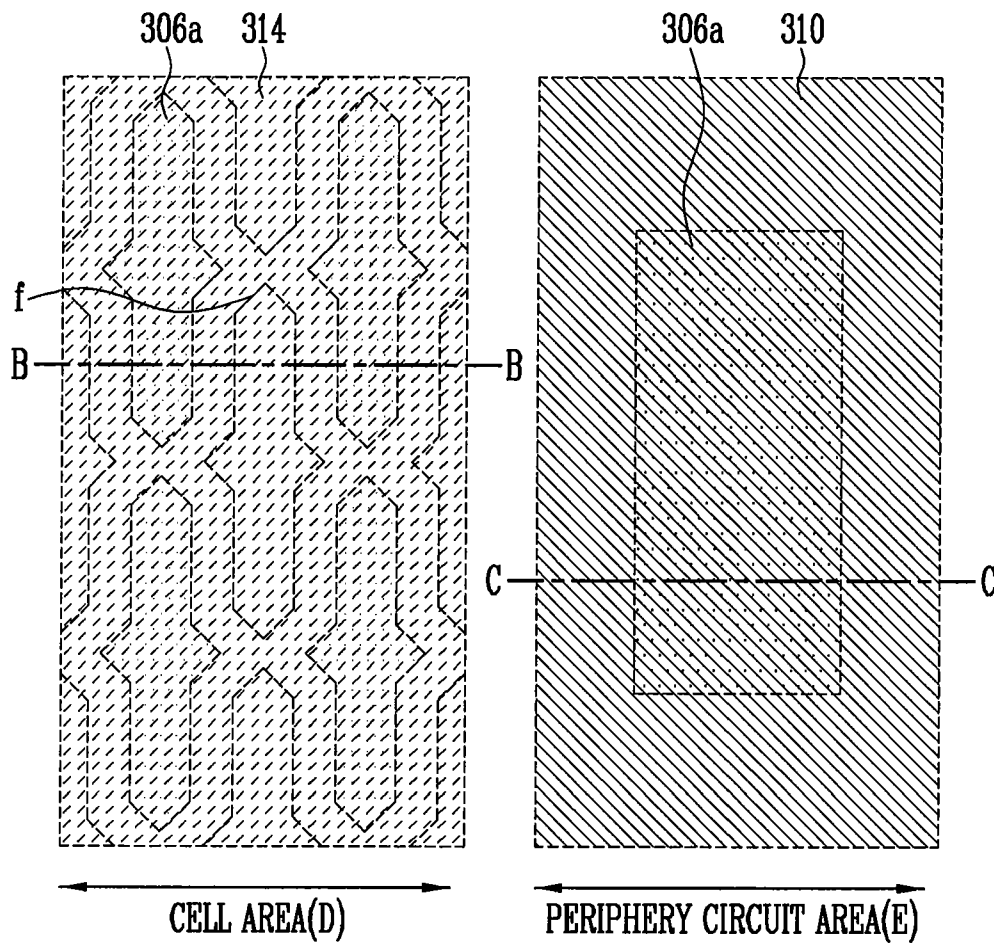 306a 314 306a 310
f
B B
C C
CELL AREA(D) PERIPHERY CIRCUIT AREA(E)